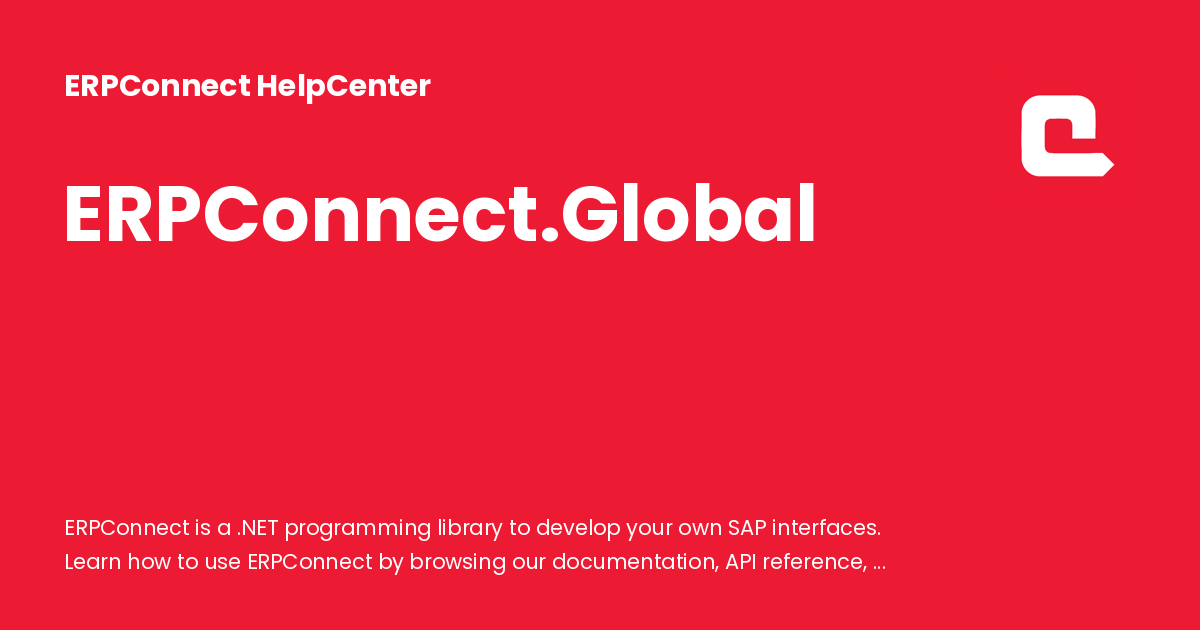 ERPConnect HelpCenter
ERPConnect.Global
ERPConnect is a .NET programming library to develop your own SAP interfaces.
Learn how to use ERPConnect by browsing our documentation, API reference, ...